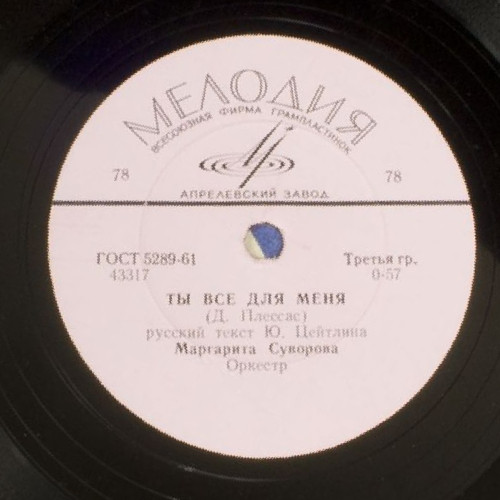 МЕЛОДИЯ
ВСЕСОЮЗНАЯ ФИРМА ГРАМПЛАСТИНОК
78 78
АПРЕЛЕВСКИЙ ЗАВОД
ГОСТ 5289-61 Третья гр.
43317 0-57
ТЫ ВСЕ ДЛЯ МЕНЯ
(Д. Плессас)
русский текст Ю. Цейтлина
Маргарита Суворова
Оркестр